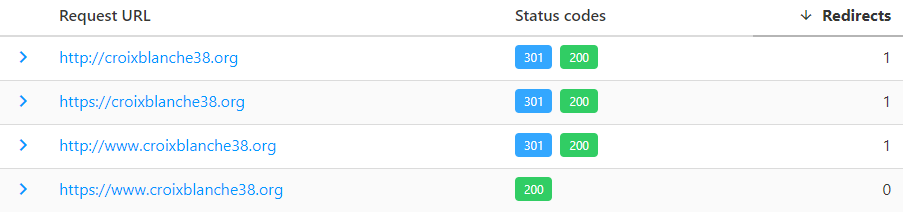 Request URL Status codes ↓ Redirects
http://croixblanche38.org 301 200 1
https://croixblanche38.org 301 200 1
http://www.croixblanche38.org 301 200 1
https://www.croixblanche38.org 200 0